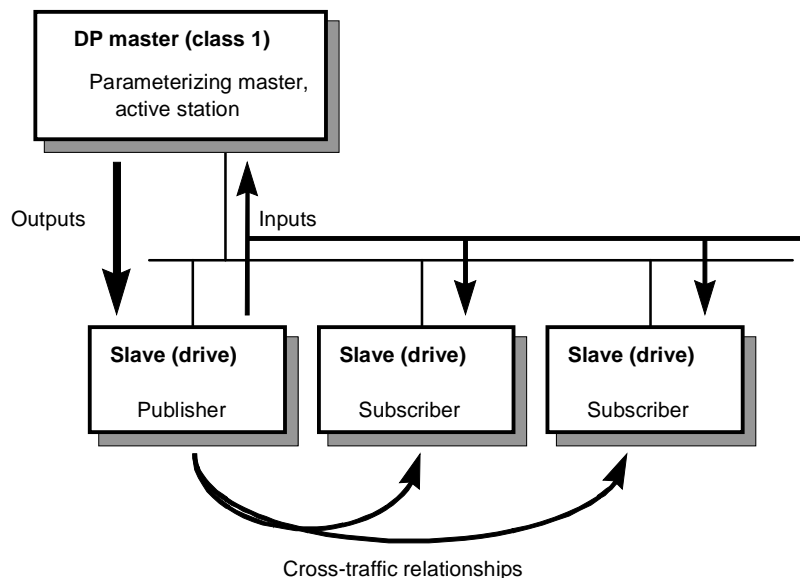 DP master (class 1)
Parameterizing master,
active station
Outputs
Inputs
Slave (drive)
Publisher
Slave (drive)
Subscriber
Slave (drive)
Subscriber
Cross-traffic relationships